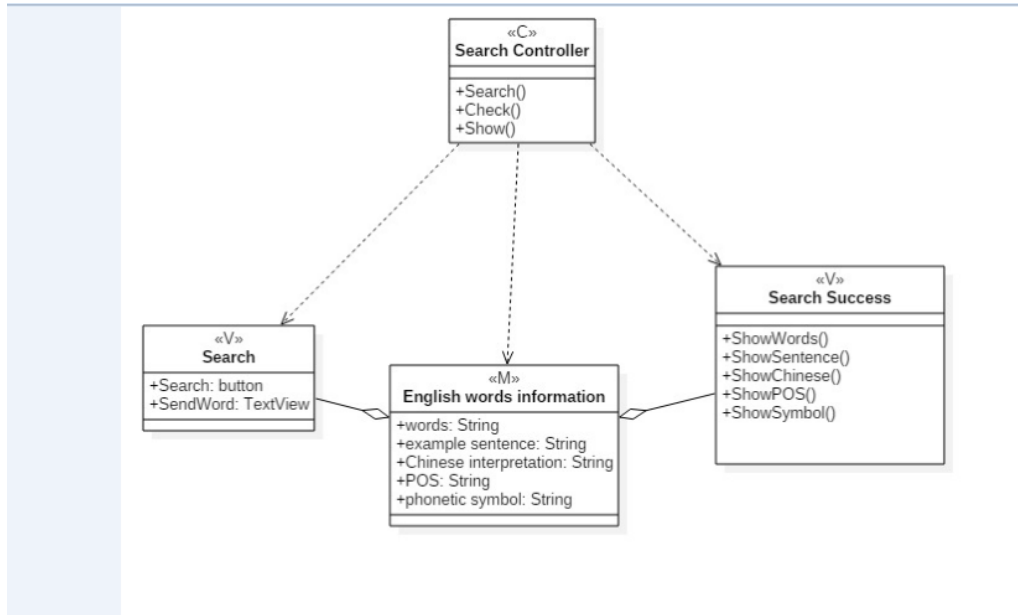 «C»
Search Controller
+Search()
+Check()
+Show()
«V»
Search
+Search: button
+SendWord: TextView
«M»
English words information
+words: String
+example sentence: String
+Chinese interpretation: String
+POS: String
+phonetic symbol: String
«V»
Search Success
+ShowWords()
+ShowSentence()
+ShowChinese()
+ShowPOS()
+ShowSymbol()